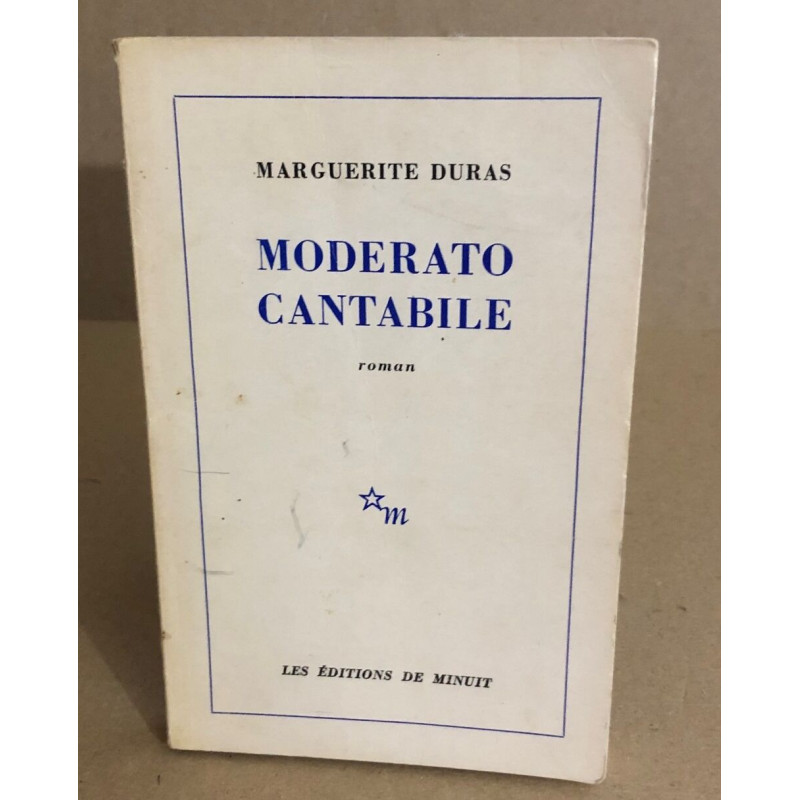 MARGUERITE DURAS
MODERATO
CANTABILE
roman
m
LES ÉDITIONS DE MINUIT